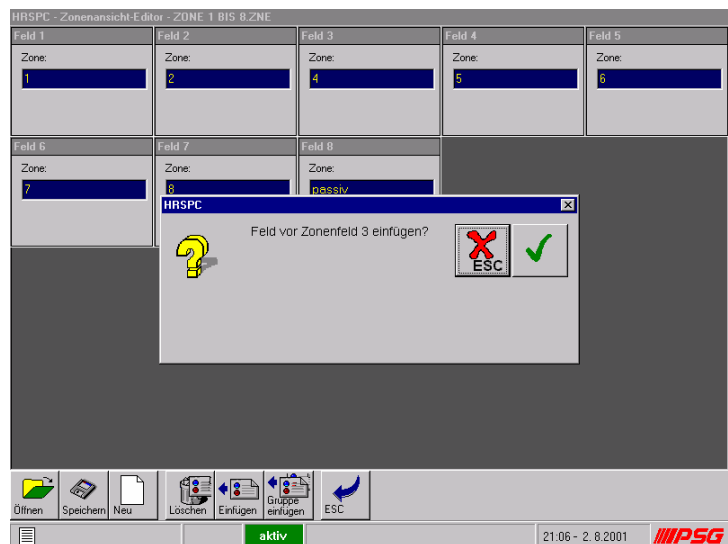 HRSPC - Zonenansicht-Editor - ZONE 1 BIS 8.ZNE
Feld 1 Feld 2 Feld 3 Feld 4 Feld 5
Zone: Zone: Zone: Zone: Zone:
1 2 4 5 6
Feld 6 Feld 7 Feld 8
Zone: Zone: Zone:
7 8 passiv
HRSPC
Feld vor Zonenfeld 3 einfügen?
ESC
Öffnen Speichern Neu Löschen Einfügen Gruppe einfügen ESC
aktiv 21:06 - 2. 8.2001 PSG